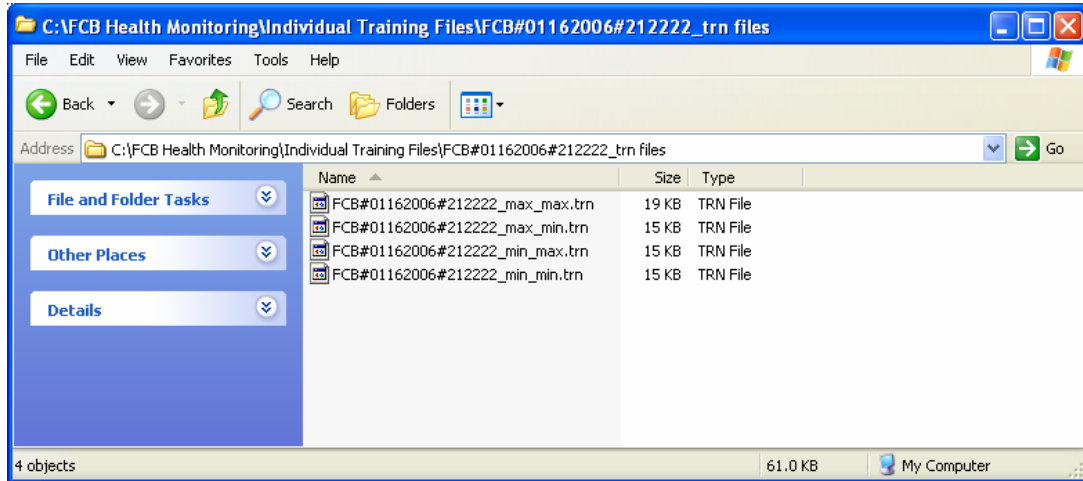 C:\FCB Health Monitoring\Individual Training Files\FCB#01162006#212222_trn files
File Edit View Favorites Tools Help
Back Search Folders
Address C:\FCB Health Monitoring\Individual Training Files\FCB#01162006#212222_trn files Go
Name Size Type
File and Folder Tasks
Other Places
Details
FCB#01162006#212222_max_max.trn 19 KB TRN File
FCB#01162006#212222_max_min.trn 15 KB TRN File
FCB#01162006#212222_min_max.trn 15 KB TRN File
FCB#01162006#212222_min_min.trn 15 KB TRN File
4 objects 61.0 KB My Computer